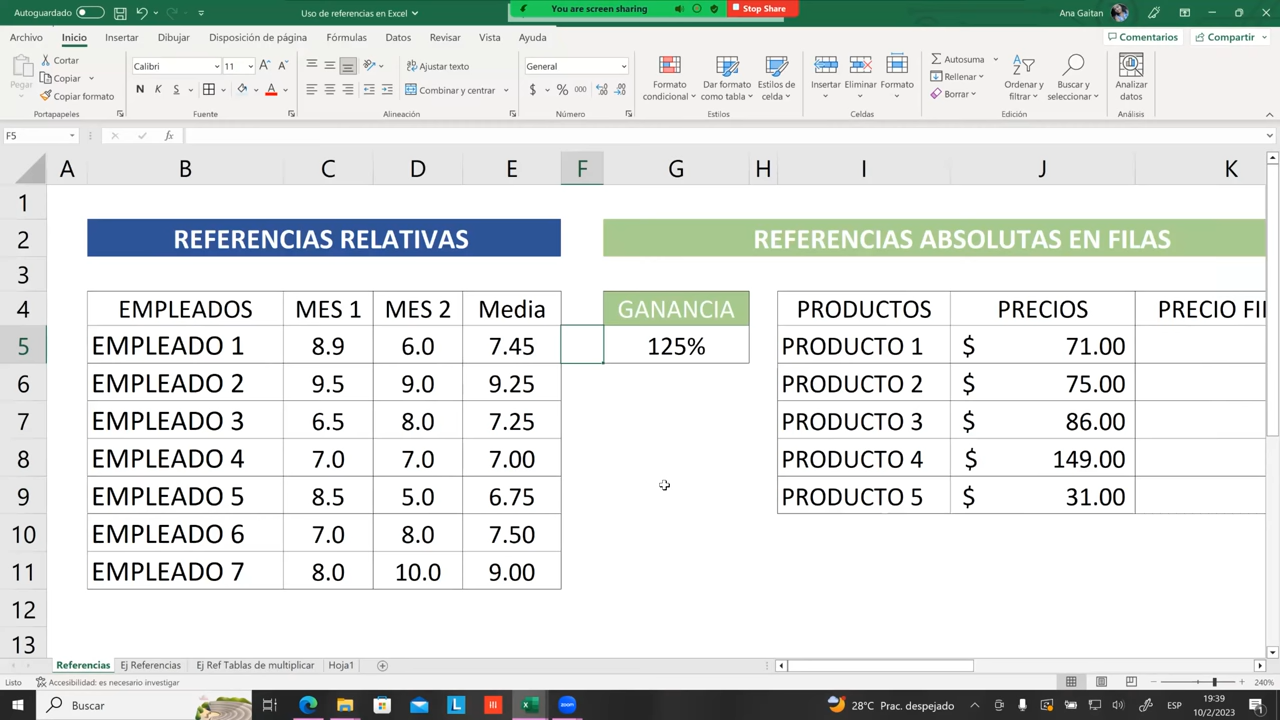 Autoguardado
Uso de referencias en Excel
You are screen sharing
Stop Share
Ana Gaitan
Archivo Inicio Insertar Dibujar Disposición de página Fórmulas Datos Revisar Vista Ayuda
Comentarios Compartir
Pegar
Cortar
Copiar
Copiar formato
Calibri 11
N K S
Ajustar texto
Combinar y centrar
General
$ % 000
Formato condicional
Dar formato como tabla
Estilos de celda
Insertar Eliminar Formato
Autosuma
Rellenar
Borrar
Ordenar y filtrar
Buscar y seleccionar
Analizar datos
Portapapeles Fuente Alineación Número Estilos Celdas Edición Análisis
F5 fx
A B C D E F G H I J K
1
2 REFERENCIAS RELATIVAS REFERENCIAS ABSOLUTAS EN FILAS
3
4 EMPLEADOS MES 1 MES 2 Media GANANCIA PRODUCTOS PRECIOS PRECIO FI
5 EMPLEADO 1 8.9 6.0 7.45 125% PRODUCTO 1 $ 71.00
6 EMPLEADO 2 9.5 9.0 9.25 PRODUCTO 2 $ 75.00
7 EMPLEADO 3 6.5 8.0 7.25 PRODUCTO 3 $ 86.00
8 EMPLEADO 4 7.0 7.0 7.00 PRODUCTO 4 $ 149.00
9 EMPLEADO 5 8.5 5.0 6.75 PRODUCTO 5 $ 31.00
10 EMPLEADO 6 7.0 8.0 7.50
11 EMPLEADO 7 8.0 10.0 9.00
12
13
Referencias Ej Referencias Ej Ref Tablas de multiplicar Hoja1
Listo Accesibilidad: es necesario investigar 240%
Buscar
28°C Prac. despejado
ESP
19:39
10/2/2023